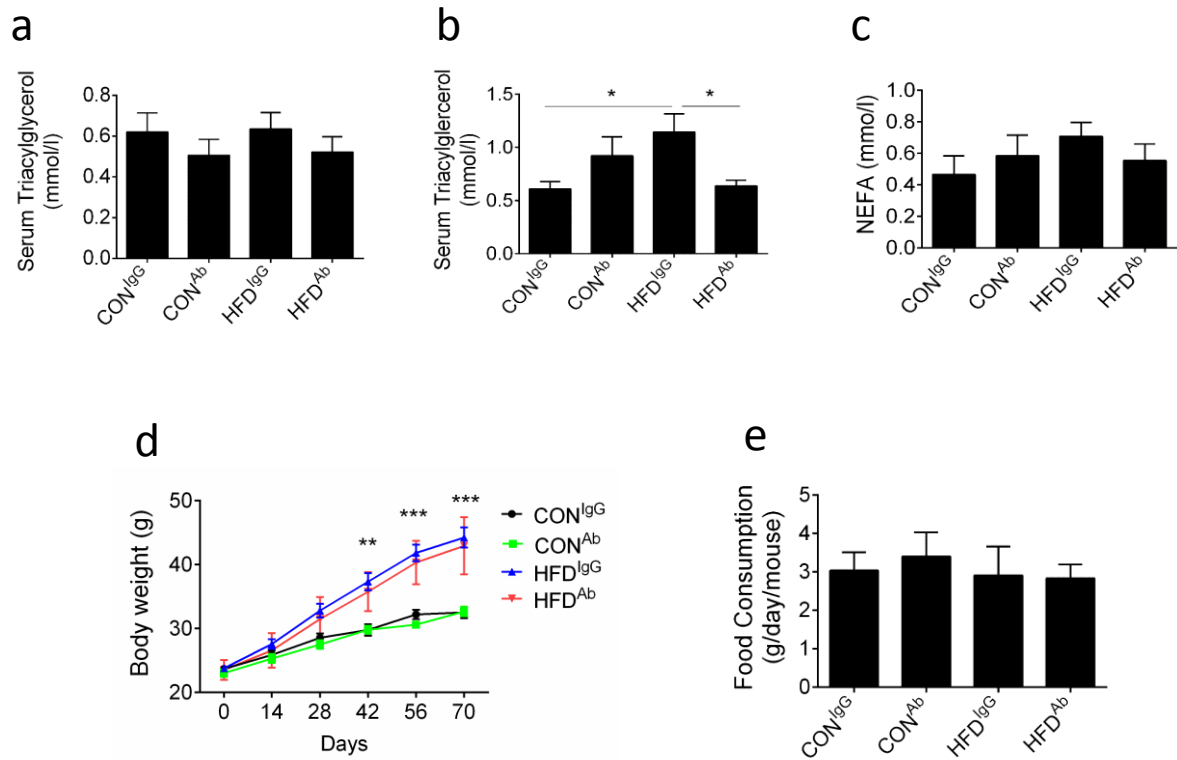 a
b
c
Serum Triacylglycerol
(mmol/l)
0.8
0.6
0.4
0.2
0.0
CON^IgG
CON^Ab
HFD^IgG
HFD^Ab
Serum Triacylglercerol
(mmol/l)
1.5
1.0
0.5
0.0
*
*
CON^IgG
CON^Ab
HFD^IgG
HFD^Ab
NEFA (mmo/l)
1.0
0.8
0.6
0.4
0.2
0.0
CON^IgG
CON^Ab
HFD^IgG
HFD^Ab
d
Body weight (g)
50
40
30
20
**
***
***
0 14 28 42 56 70
Days
CON^IgG
CON^Ab
HFD^IgG
HFD^Ab
e
Food Consumption
(g/day/mouse)
5
4
3
2
1
0
CON^IgG
CON^Ab
HFD^IgG
HFD^Ab